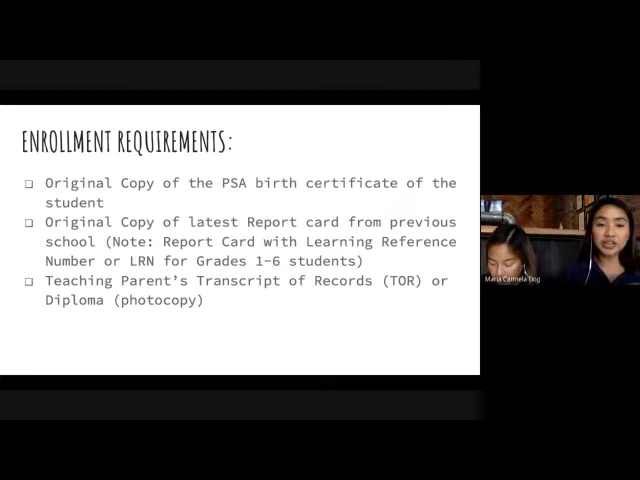 ENROLLMENT REQUIREMENTS:
❏ Original Copy of the PSA birth certificate of the
student
❏ Original Copy of latest Report card from previous
school (Note: Report Card with Learning Reference
Number or LRN for Grades 1-6 students)
❏ Teaching Parent’s Transcript of Records (TOR) or
Diploma (photocopy)
Maria Carmela Ong